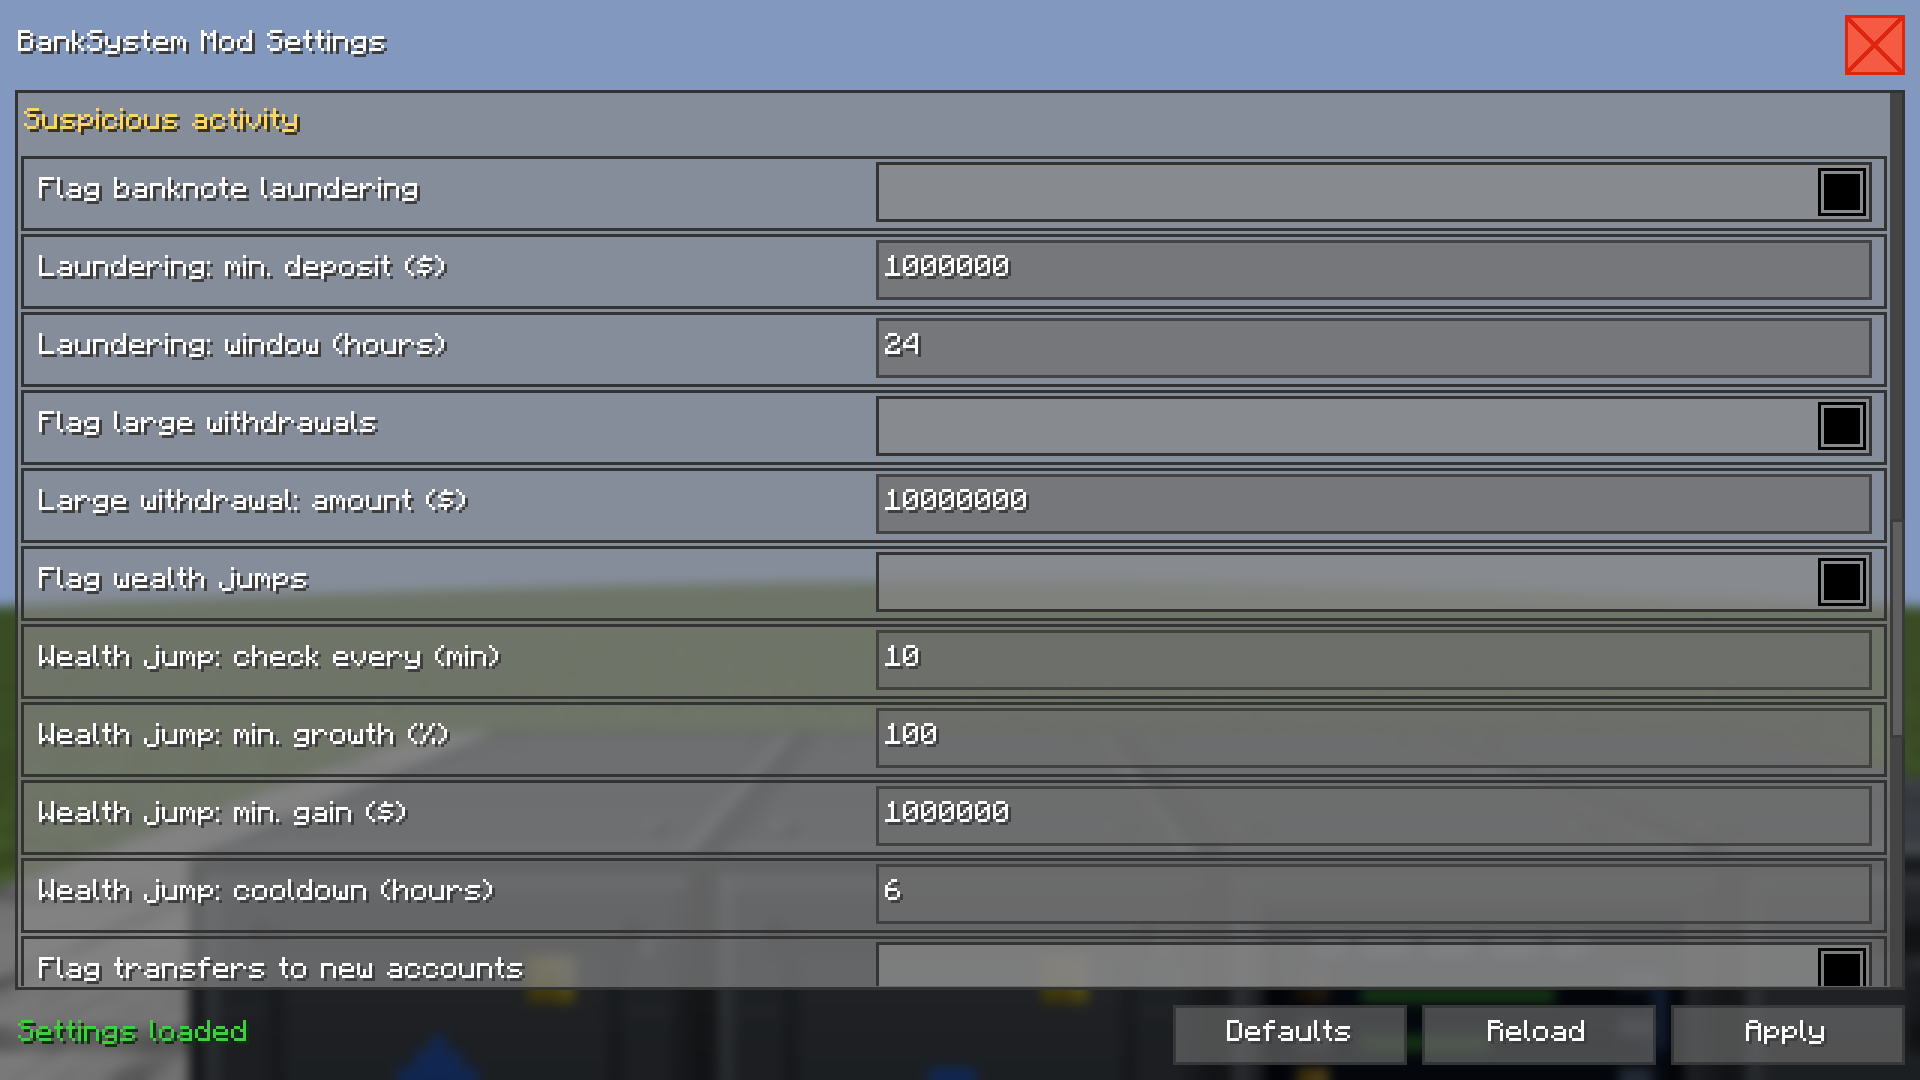 BankSystem Mod Settings
Suspicious activity
Flag banknote laundering
Laundering: min. deposit ($)
1000000
Laundering: window (hours)
24
Flag large withdrawals
Large withdrawal: amount ($)
10000000
Flag wealth jumps
Wealth jump: check every (min)
10
Wealth jump: min. growth (%)
100
Wealth jump: min. gain ($)
1000000
Wealth jump: cooldown (hours)
6
Flag transfers to new accounts
Settings loaded
Defaults
Reload
Apply